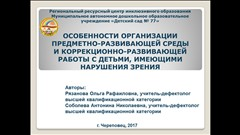 Региональный ресурсный центр инклюзивного образования
Муниципальное автономное дошкольное образовательное
учреждение «Детский сад № 77»
ОСОБЕННОСТИ ОРГАНИЗАЦИИ
ПРЕДМЕТНО-РАЗВИВАЮЩЕЙ СРЕДЫ
И КОРРЕКЦИОННО-РАЗВИВАЮЩЕЙ
РАБОТЫ С ДЕТЬМИ, ИМЕЮЩИМИ
НАРУШЕНИЯ ЗРЕНИЯ
Авторы:
Рязанова Ольга Рафаиловна, учитель-дефектолог
высшей квалификационной категории
Соболева Антонина Николаевна, учитель-дефектолог
высшей квалификационной категории
г. Череповец, 2017